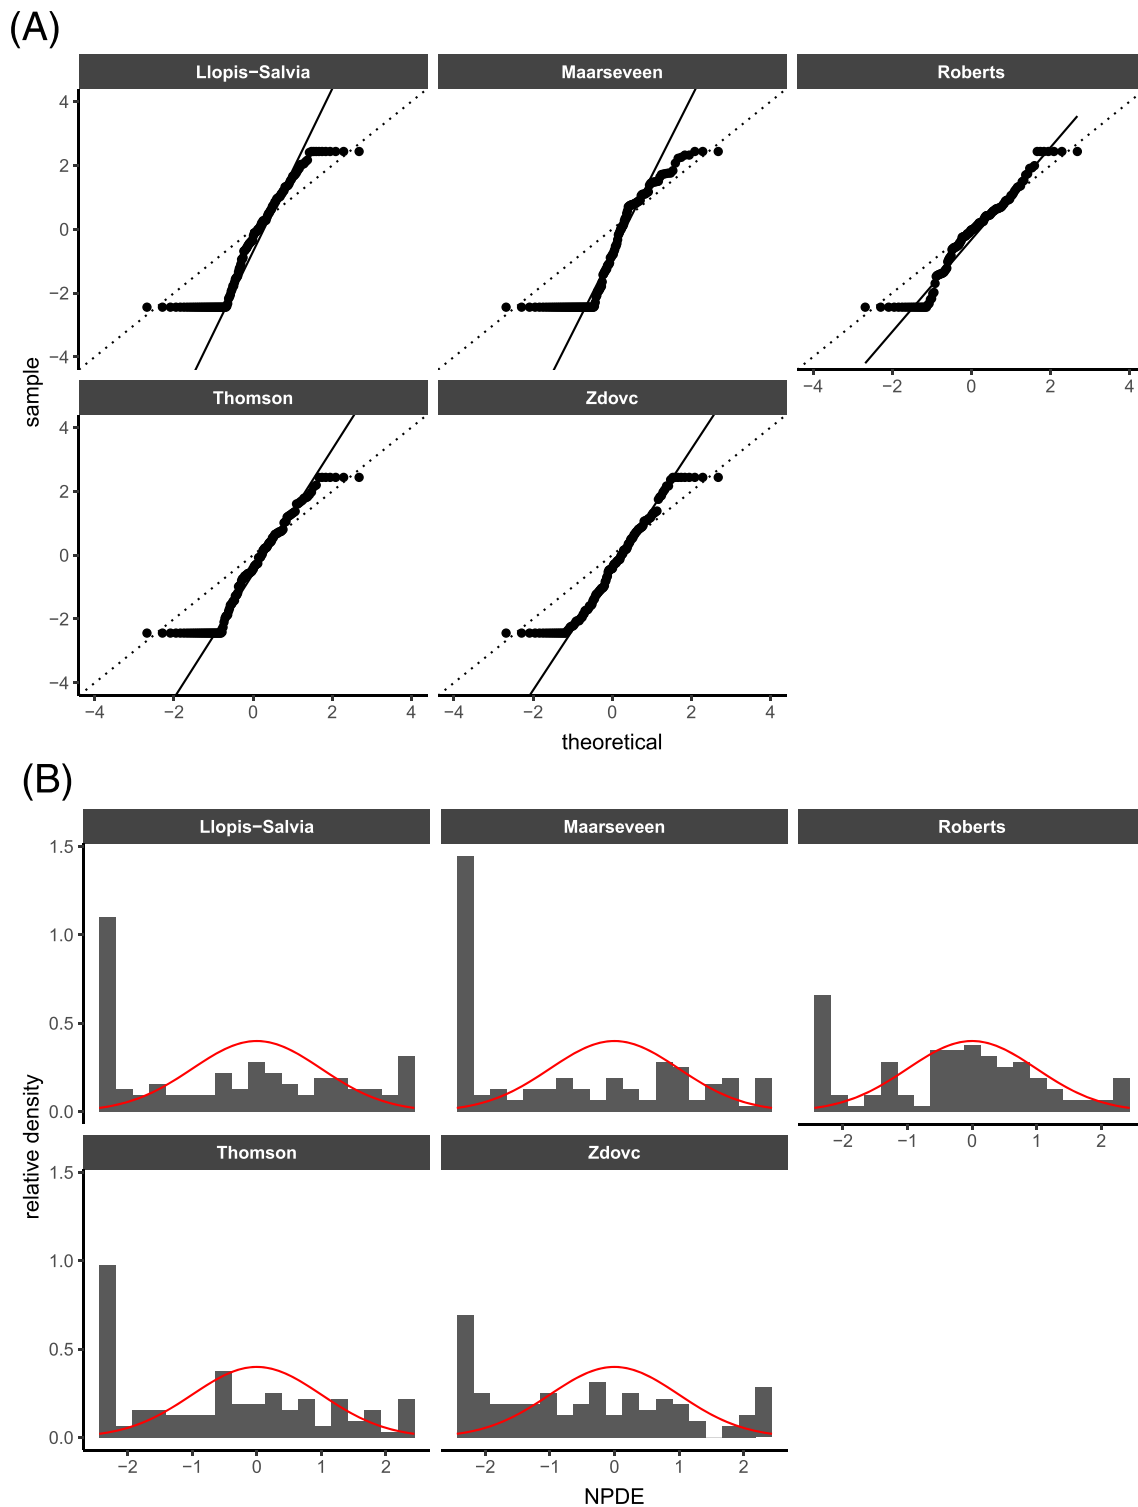 (A)
Llopis−Salvia Maarseveen Roberts
4
2
0
−2
−4
−4 −2 0 2 4
sample
Thomson Zdovc
4
2
0
−2
−4
−4 −2 0 2 4 −4 −2 0 2 4
theoretical
(B)
Llopis−Salvia Maarseveen Roberts
1.5
1.0
0.5
0.0
−2 −1 0 1 2
relative density
Thomson Zdovc
1.5
1.0
0.5
0.0
−2 −1 0 1 2 −2 −1 0 1 2
NPDE